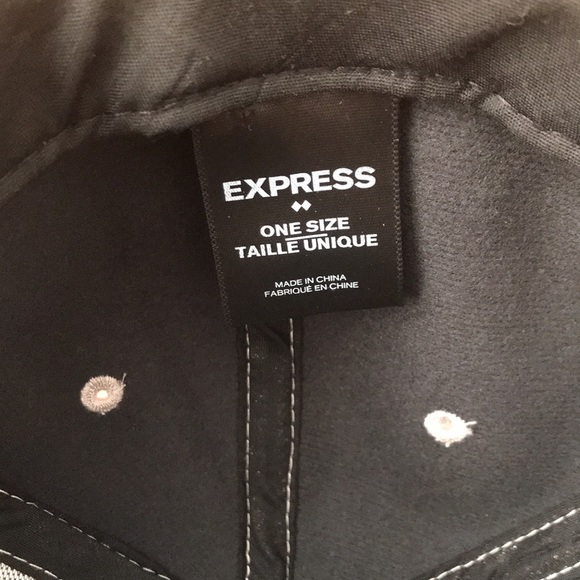 EXPRESS
ONE SIZE
TAILLE UNIQUE
MADE IN CHINA
FABRIQUÉ EN CHINE